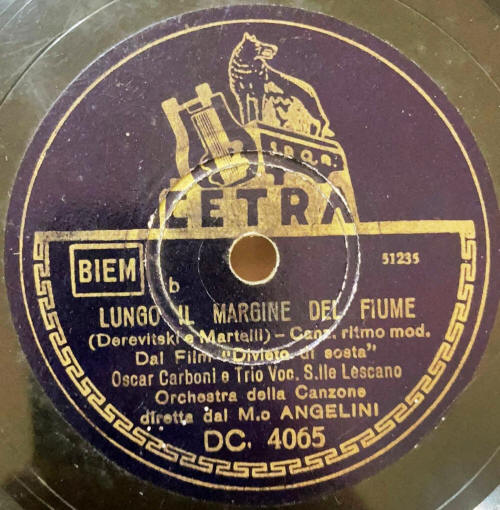 S.P.Q.R.
CETRA
BIEM
51235
b
LUNGO IL MARGINE DEL FIUME
(Derevitski e Martelli) - Canz. ritmo mod.
Dal Film "Divieto di sosta"
Oscar Carboni e Trio Voc. S.lle Lescano
Orchestra della Canzone
diretta dal M.o ANGELINI
DC. 4065